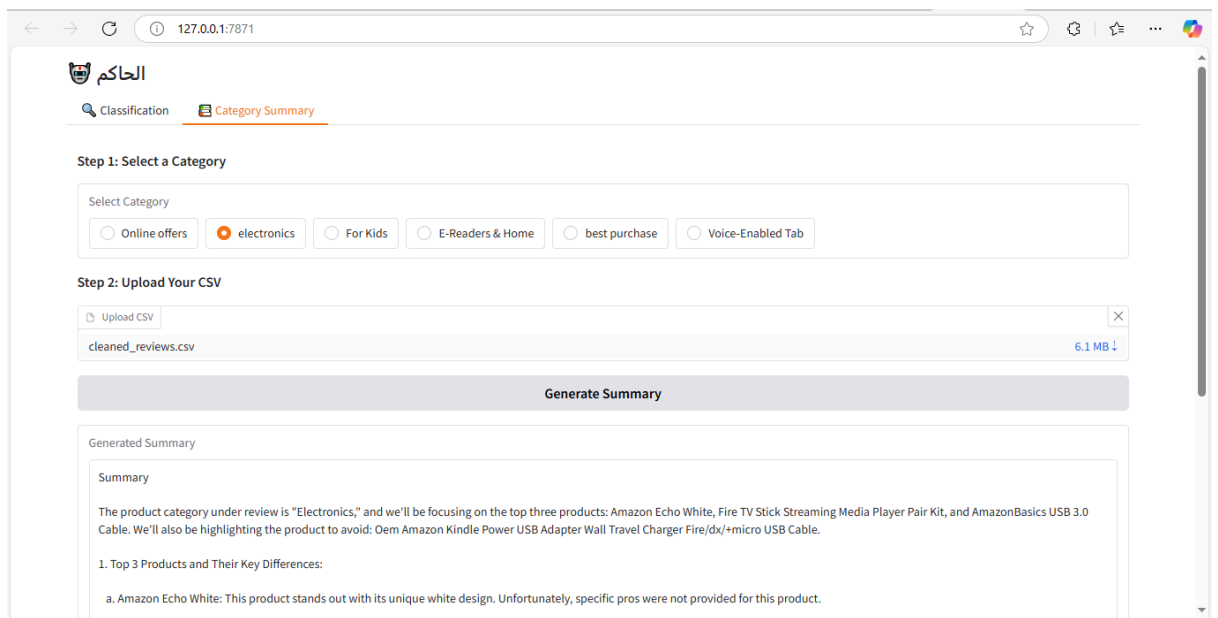 127.0.0.1:7871
الحاكم
Classification
Category Summary
Step 1: Select a Category
Select Category
Online offers
electronics
For Kids
E-Readers & Home
best purchase
Voice-Enabled Tab
Step 2: Upload Your CSV
Upload CSV
cleaned_reviews.csv
6.1 MB ↓
Generate Summary
Generated Summary
Summary
The product category under review is "Electronics," and we'll be focusing on the top three products: Amazon Echo White, Fire TV Stick Streaming Media Player Pair Kit, and AmazonBasics USB 3.0
Cable. We'll also be highlighting the product to avoid: Oem Amazon Kindle Power USB Adapter Wall Travel Charger Fire/dx/+micro USB Cable.
1. Top 3 Products and Their Key Differences:
a. Amazon Echo White: This product stands out with its unique white design. Unfortunately, specific pros were not provided for this product.